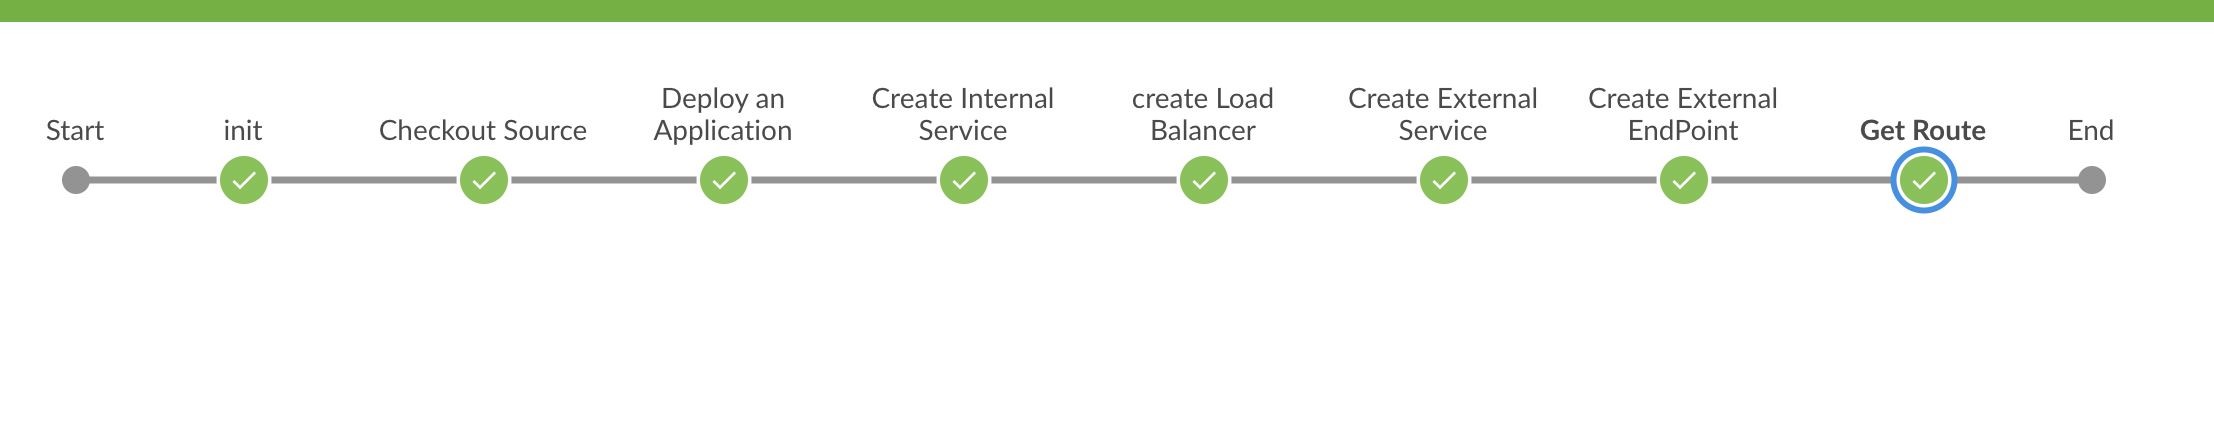 Start
init
Checkout Source
Deploy an
Application
Create Internal
Service
create Load
Balancer
Create External
Service
Create External
EndPoint
Get Route
End